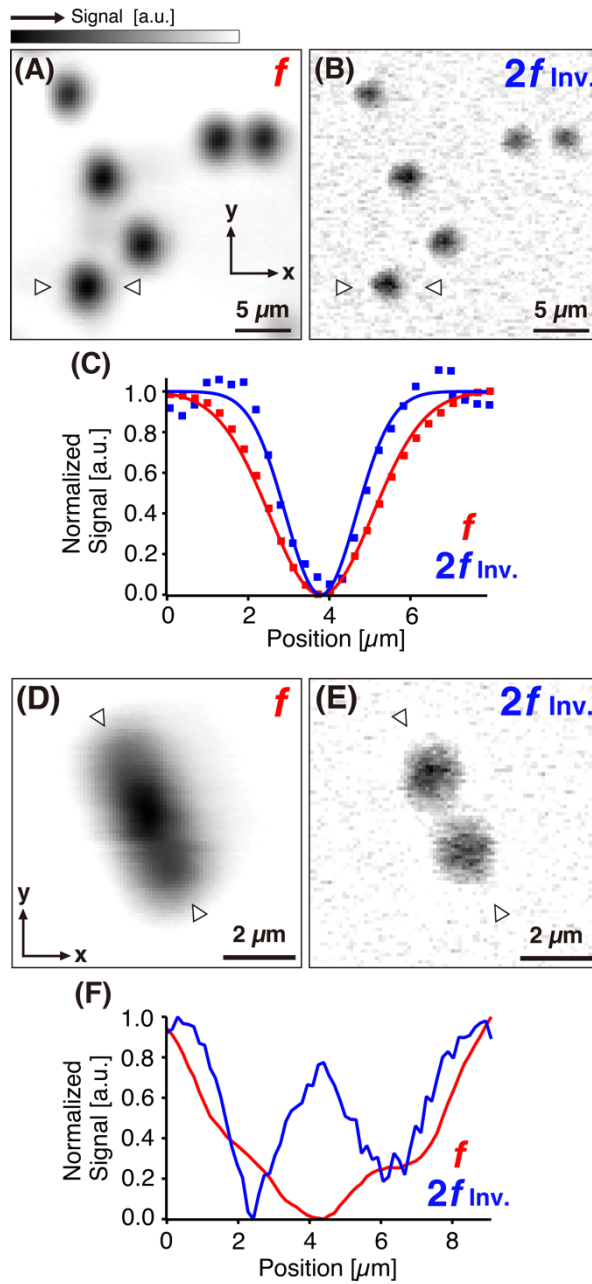 Signal [a.u.]
(A) f
y
x
5 µm
(B) 2f Inv.
5 µm
(C)
Normalized
Signal [a.u.]
1.0
0.8
0.6
0.4
0.2
0.0
0 2 4 6
Position [µm]
f
2f Inv.
(D) f
y
x
2 µm
(E) 2f Inv.
2 µm
(F)
Normalized
Signal [a.u.]
1.0
0.8
0.6
0.4
0.2
0.0
0 2 4 6 8
Position [µm]
f
2f Inv.